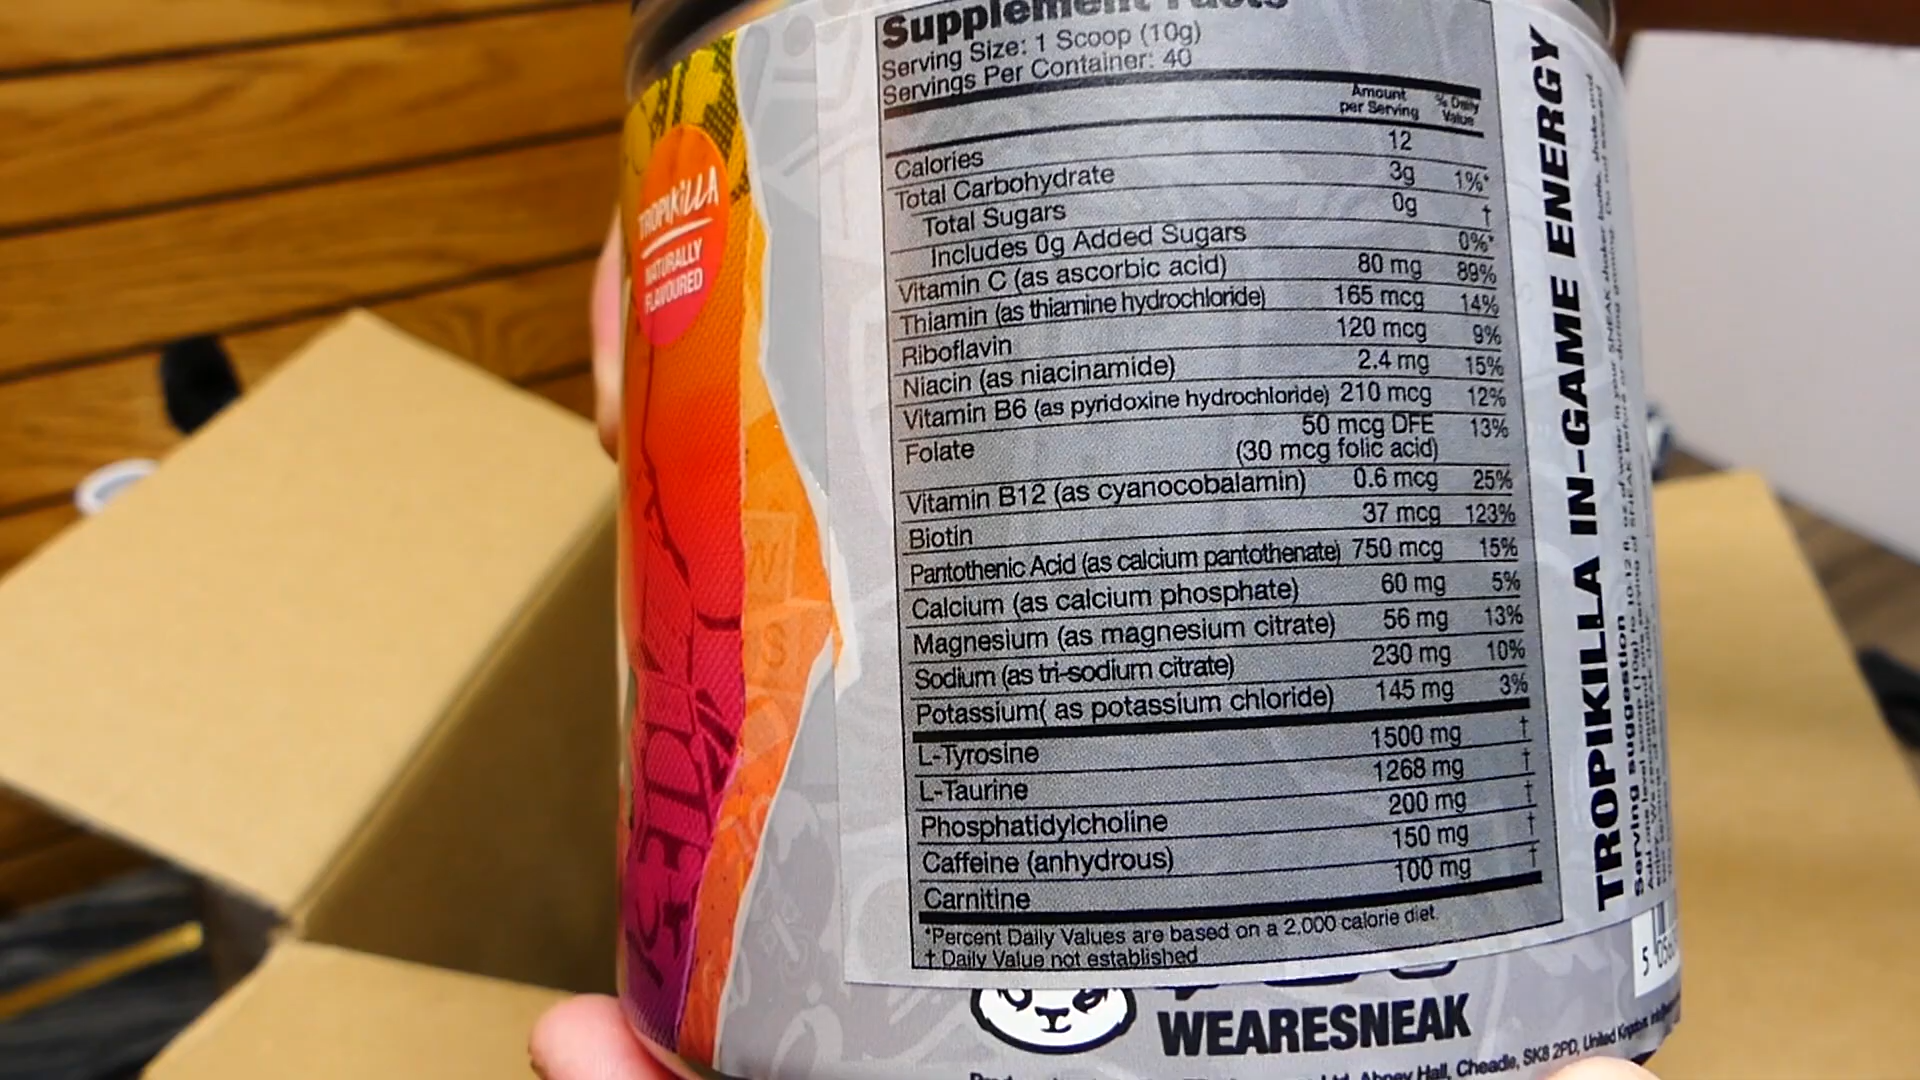 Supplement Facts
Serving Size: 1 Scoop (10g)
Servings Per Container: 40
Amount per Serving % Daily Value
Calories 12
Total Carbohydrate 3g 1%*
Total Sugars 0g †
Includes 0g Added Sugars 0%*
Vitamin C (as ascorbic acid) 80 mg 89%
Thiamin (as thiamine hydrochloride) 165 mcg 14%
Riboflavin 120 mcg 9%
Niacin (as niacinamide) 2.4 mg 15%
Vitamin B6 (as pyridoxine hydrochloride) 210 mcg 12%
Folate 50 mcg DFE 13%
(30 mcg folic acid)
Vitamin B12 (as cyanocobalamin) 0.6 mcg 25%
Biotin 37 mcg 123%
Pantothenic Acid (as calcium pantothenate) 750 mcg 15%
Calcium (as calcium phosphate) 60 mg 5%
Magnesium (as magnesium citrate) 56 mg 13%
Sodium (as tri-sodium citrate) 230 mg 10%
Potassium( as potassium chloride) 145 mg 3%
L-Tyrosine 1500 mg †
L-Taurine 1268 mg †
Phosphatidylcholine 200 mg †
Caffeine (anhydrous) 150 mg †
Carnitine 100 mg †
*Percent Daily Values are based on a 2,000 calorie diet.
† Daily Value not established
TROPIKILLA
NATURALLY
FLAVOURED
TROPIKILLA IN-GAME ENERGY
Serving suggestion
WEARESNEAK
Abney Hall, Cheadle, SK8 2PD, United Kingdom